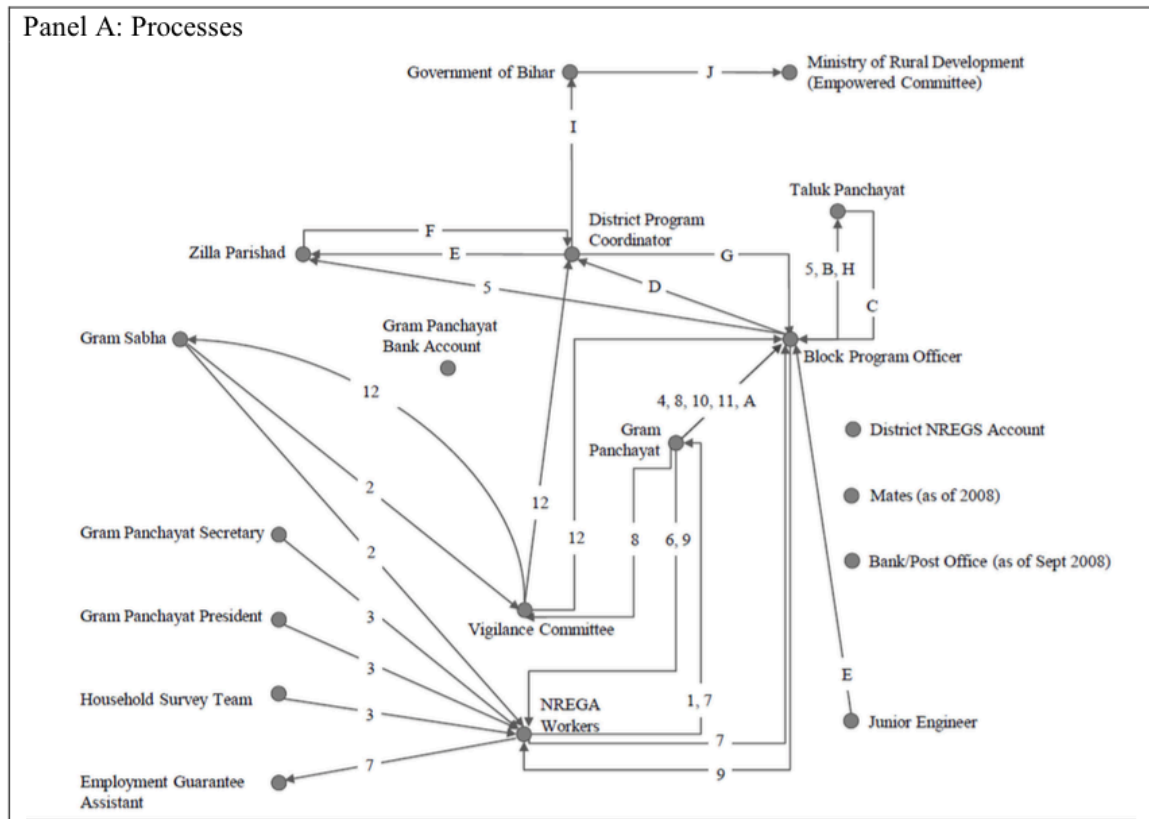 Panel A: Processes
Government of Bihar
J
Ministry of Rural Development
(Empowered Committee)
I
Taluk Panchayat
F
District Program
Coordinator
Zilla Parishad
E
G
5, B, H
D
5
C
Gram Panchayat
Bank Account
Gram Sabha
Block Program Officer
12
4, 8, 10, 11, A
Gram
Panchayat
District NREGS Account
2
12
Mates (as of 2008)
Gram Panchayat Secretary
2
12
8
6, 9
Bank/Post Office (as of Sept 2008)
Gram Panchayat President
3
Vigilance Committee
3
E
Household Survey Team
3
NREGA
Workers
1, 7
Junior Engineer
7
7
9
Employment Guarantee
Assistant